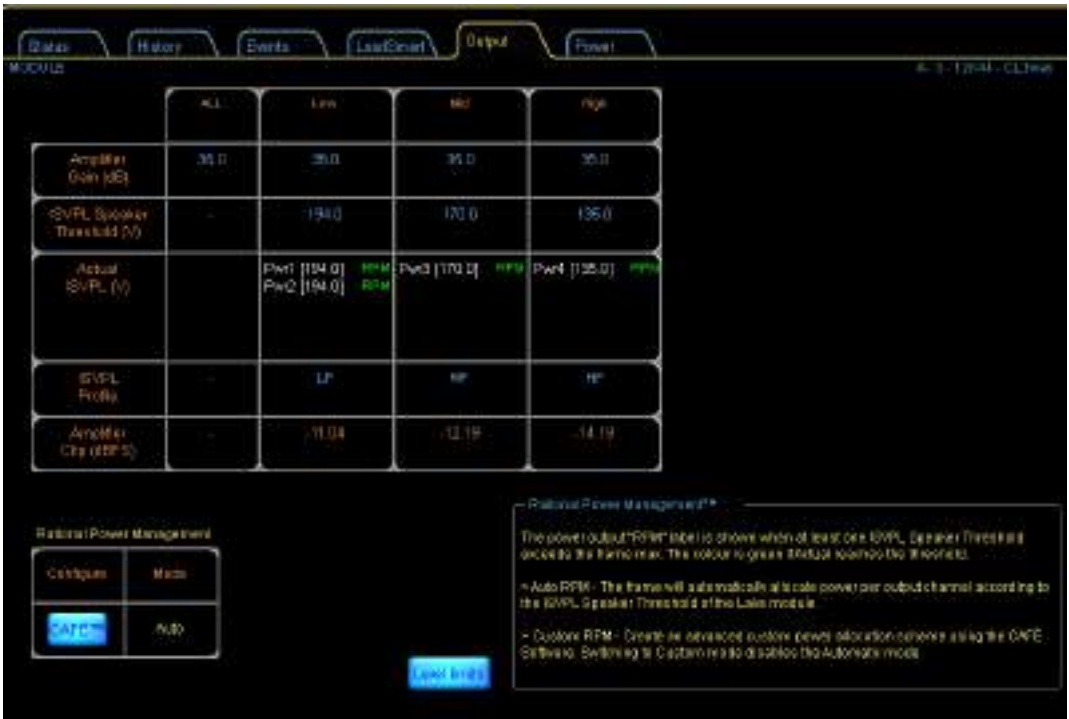 Status History Events LoadSmart Output Power
MODULE
ALL Low Mid High
Amplifier 35.0 35.0 35.0
Gain (dB)
ISVPL Speaker - 194.0 170.0 135.0
Threshold (V)
Actual Pwr1 [194.0] RPM Pwr3 [170.0] RPM Pwr4 [135.0] RPM
ISVPL (V) Pwr2 [194.0] RPM
ISVPL - LF
Profile
Amplifier - -11.04 -12.19 -14.19
Clip (dBFS)
Rational Power Management
Configure Mode
CAFE™ Auto
Level limits
Rational Power Management™
The power output "RPM" label is shown when at least one ISVPL Speaker Threshold
exceeds the frame max. The colour is green if Actual reaches the threshold.
- Auto RPM - The frame will automatically allocate power per output channel according to
the ISVPL Speaker Threshold of the Lake module.
- Custom RPM - Create an advanced custom power allocation scheme using the CAFE
Software. Switching to Custom mode disables the Automatic mode.